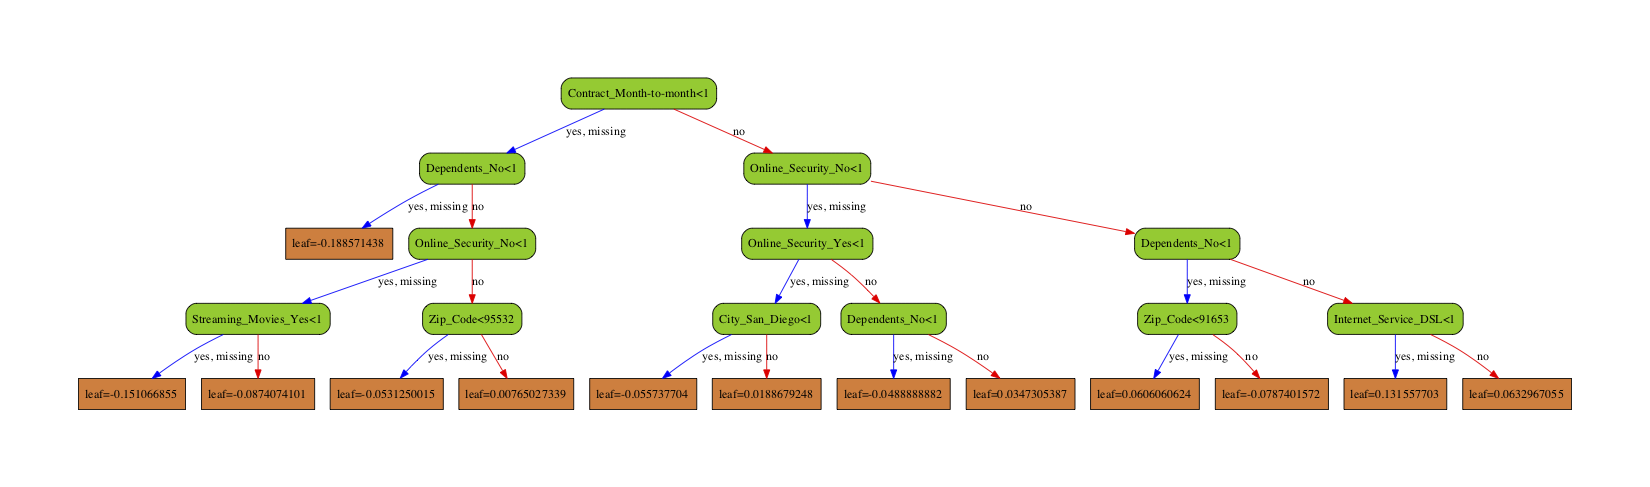 Contract_Month-to-month<1
yes, missing
no
Dependents_No<1
Online_Security_No<1
yes, missing
no
yes, missing
no
leaf=-0.188571438
Online_Security_No<1
Online_Security_Yes<1
Dependents_No<1
yes, missing
no
yes, missing
no
yes, missing
no
Streaming_Movies_Yes<1
Zip_Code<95532
City_San_Diego<1
Dependents_No<1
Zip_Code<91653
Internet_Service_DSL<1
yes, missing
no
yes, missing
no
yes, missing
no
yes, missing
no
yes, missing
no
yes, missing
no
leaf=-0.151066855
leaf=-0.0874074101
leaf=-0.0531250015
leaf=0.00765027339
leaf=-0.055737704
leaf=0.0188679248
leaf=-0.0488888882
leaf=0.0347305387
leaf=0.0606060624
leaf=-0.0787401572
leaf=0.131557703
leaf=0.0632967055